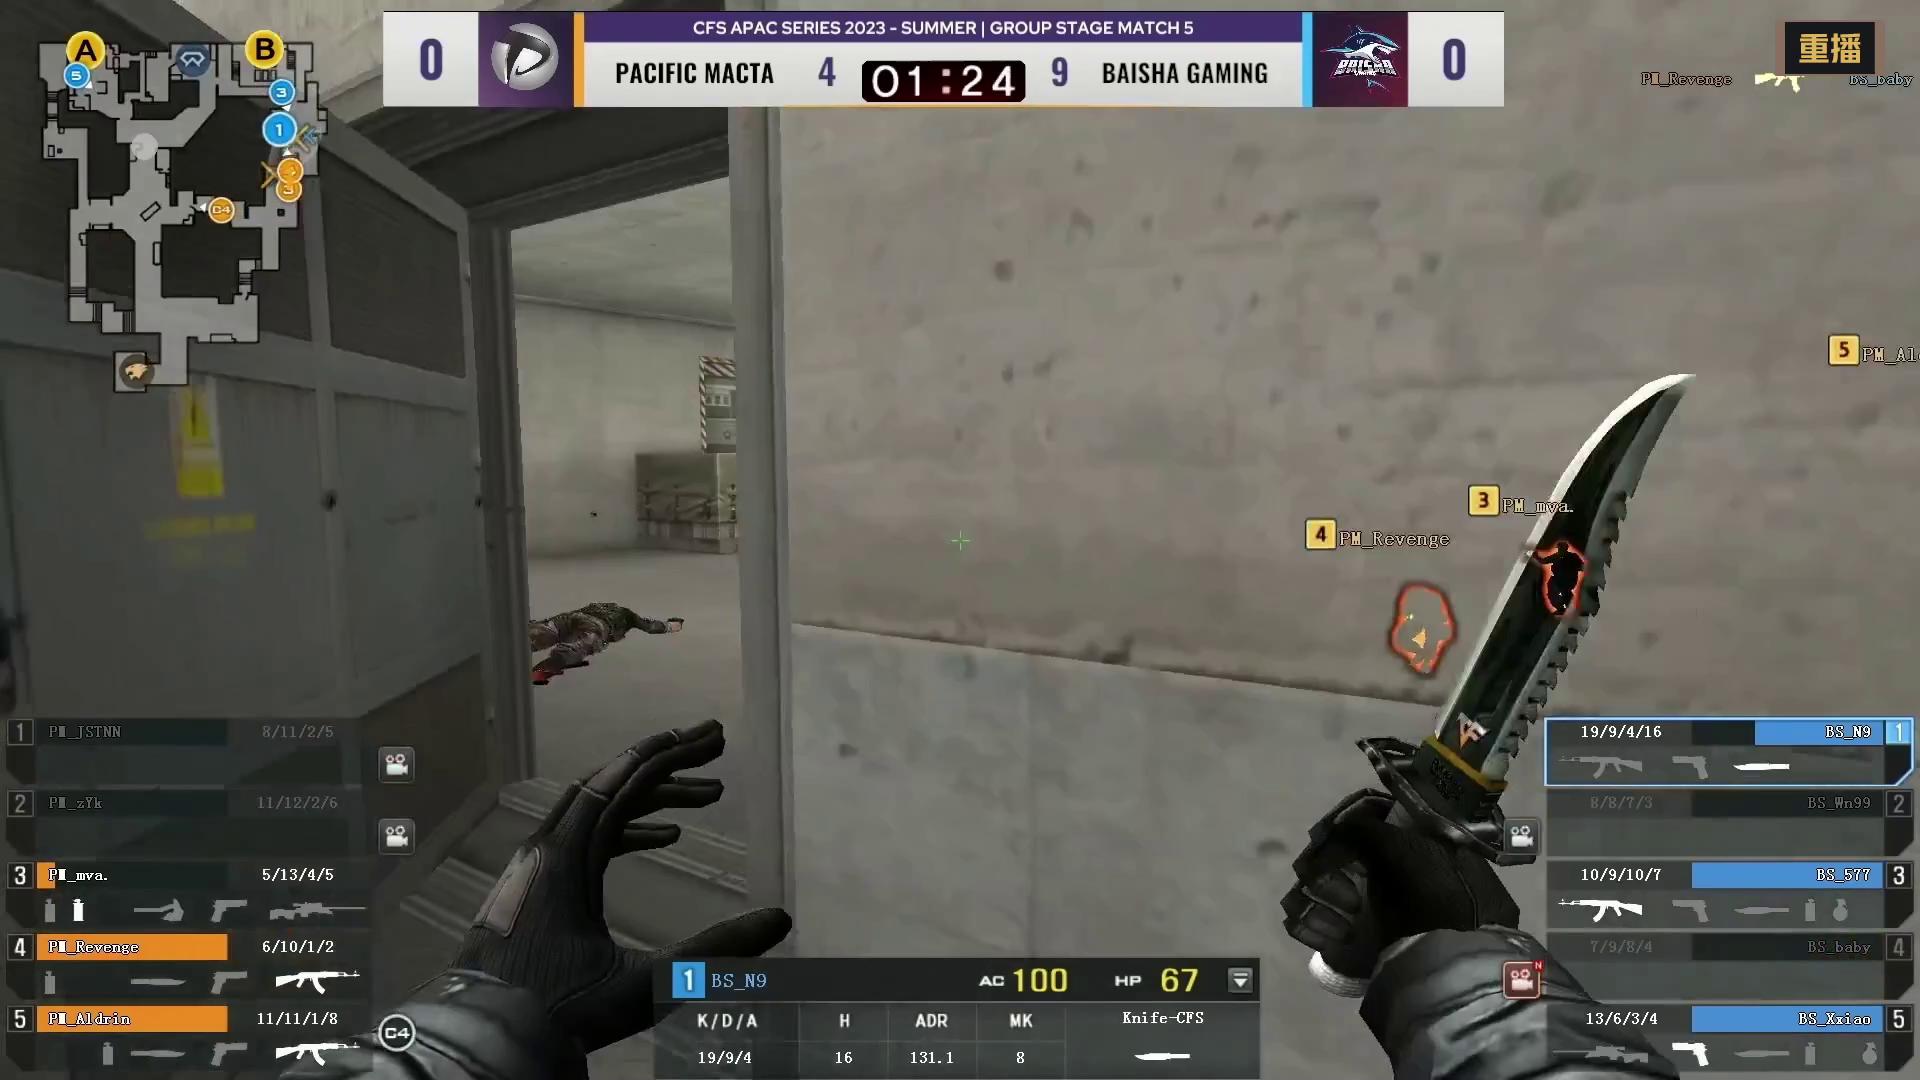 CFS APAC SERIES 2023 - SUMMER | GROUP STAGE MATCH 5
0 PACIFIC MACTA 4 01:24 9 BAISHA GAMING 0
重播
PM_Revenge BS_baby
A B
5 3
1
3
C4
5 PM_Al
3 PM_mva.
4 PM_Revenge
1 PM_JSTNN 8/11/2/5
2 PM_zYk 11/12/2/6
3 PM_mva. 5/13/4/5
4 PM_Revenge 6/10/1/2
5 PM_Aldrin 11/11/1/8
C4
19/9/4/16 BS_N9 1
8/8/7/3 BS_Wn99 2
10/9/10/7 BS_577 3
7/9/8/4 BS_baby 4
N
13/6/3/4 BS_Xxiao 5
1 BS_N9 AC 100 HP 67
K/D/A H ADR MK Knife-CFS
19/9/4 16 131.1 8